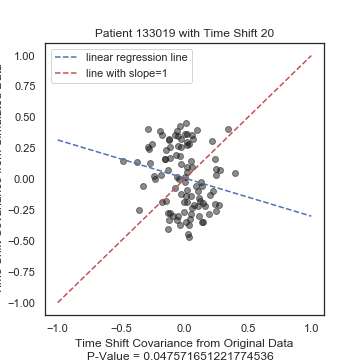 Patient 133019 with Time Shift 20
linear regression line
line with slope=1
1.00
0.75
0.50
0.25
0.00
−0.25
−0.50
−0.75
−1.00
−1.0
−0.5
0.0
0.5
1.0
Time Shift Covariance from Original Data
P-Value = 0.047571651221774536